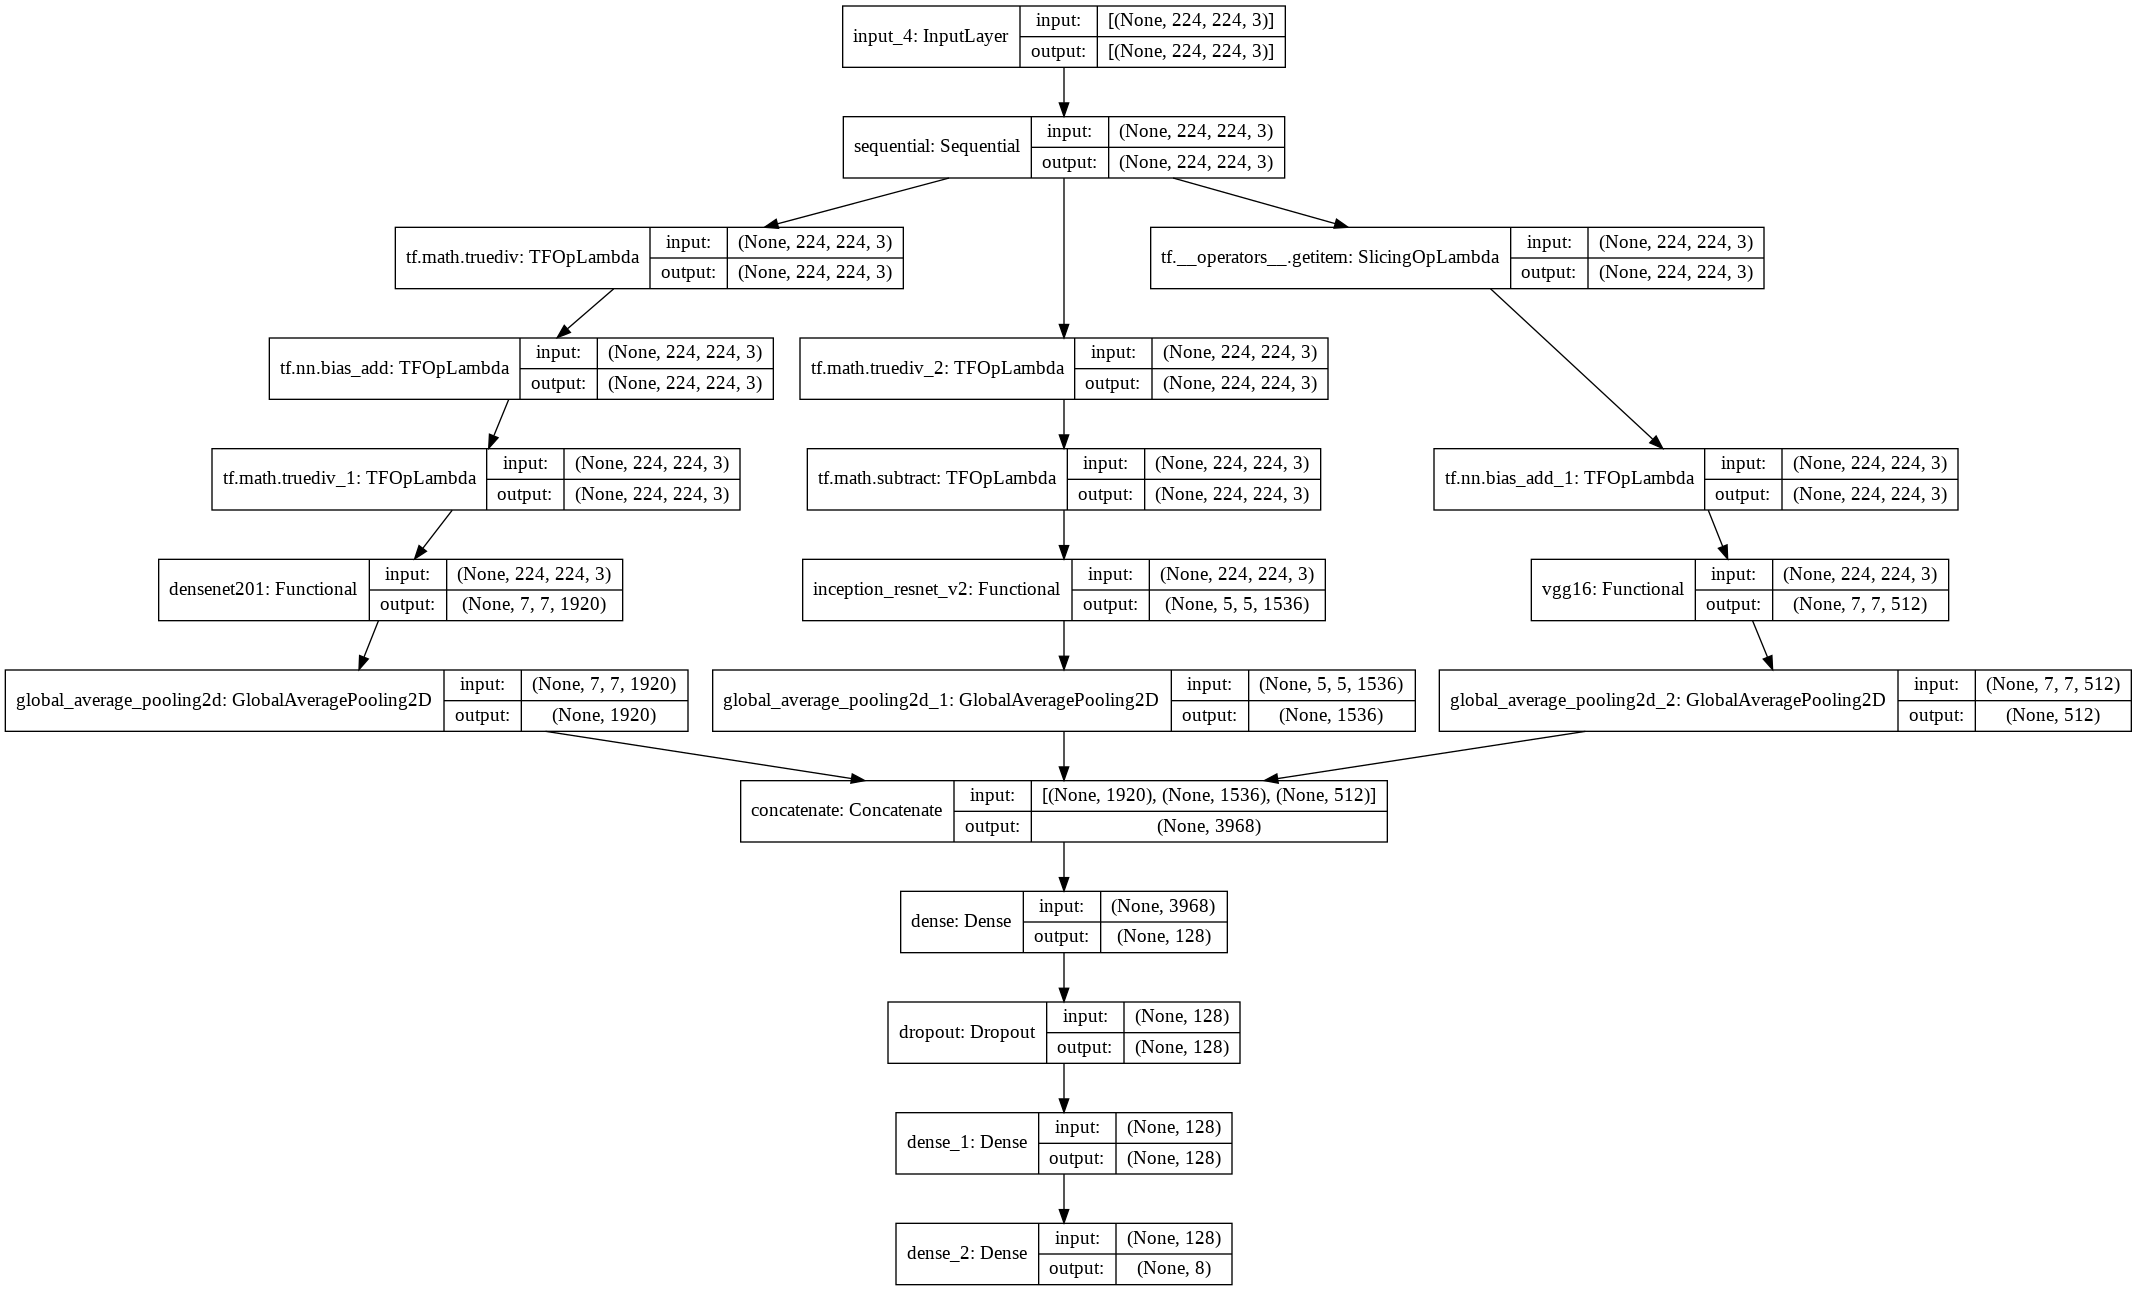 input_4: InputLayer
input:
[(None, 224, 224, 3)]
output:
[(None, 224, 224, 3)]
sequential: Sequential
input:
(None, 224, 224, 3)
output:
(None, 224, 224, 3)
tf.math.truediv: TFOpLambda
input:
(None, 224, 224, 3)
output:
(None, 224, 224, 3)
tf.__operators__.getitem: SlicingOpLambda
input:
(None, 224, 224, 3)
output:
(None, 224, 224, 3)
tf.nn.bias_add: TFOpLambda
input:
(None, 224, 224, 3)
output:
(None, 224, 224, 3)
tf.math.truediv_2: TFOpLambda
input:
(None, 224, 224, 3)
output:
(None, 224, 224, 3)
tf.math.truediv_1: TFOpLambda
input:
(None, 224, 224, 3)
output:
(None, 224, 224, 3)
tf.math.subtract: TFOpLambda
input:
(None, 224, 224, 3)
output:
(None, 224, 224, 3)
tf.nn.bias_add_1: TFOpLambda
input:
(None, 224, 224, 3)
output:
(None, 224, 224, 3)
densenet201: Functional
input:
(None, 224, 224, 3)
output:
(None, 7, 7, 1920)
inception_resnet_v2: Functional
input:
(None, 224, 224, 3)
output:
(None, 5, 5, 1536)
vgg16: Functional
input:
(None, 224, 224, 3)
output:
(None, 7, 7, 512)
global_average_pooling2d: GlobalAveragePooling2D
input:
(None, 7, 7, 1920)
output:
(None, 1920)
global_average_pooling2d_1: GlobalAveragePooling2D
input:
(None, 5, 5, 1536)
output:
(None, 1536)
global_average_pooling2d_2: GlobalAveragePooling2D
input:
(None, 7, 7, 512)
output:
(None, 512)
concatenate: Concatenate
input:
[(None, 1920), (None, 1536), (None, 512)]
output:
(None, 3968)
dense: Dense
input:
(None, 3968)
output:
(None, 128)
dropout: Dropout
input:
(None, 128)
output:
(None, 128)
dense_1: Dense
input:
(None, 128)
output:
(None, 128)
dense_2: Dense
input:
(None, 128)
output:
(None, 8)